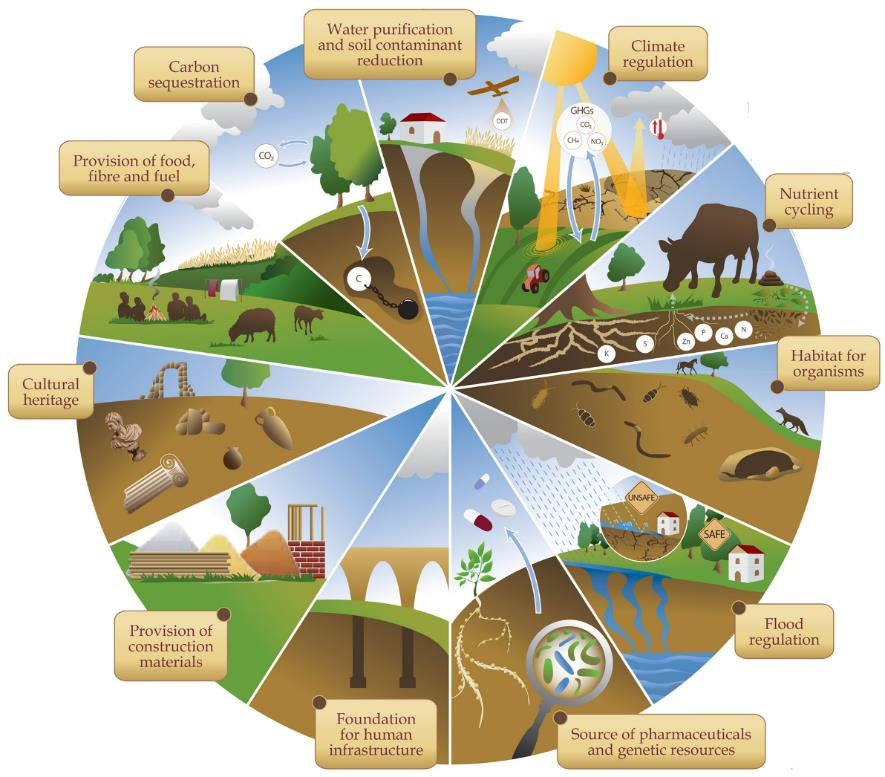 Water purification
and soil contaminant
reduction
Climate
regulation
Carbon
sequestration
Provision of food,
fibre and fuel
Nutrient
cycling
Habitat for
organisms
Cultural
heritage
Flood
regulation
Provision of
construction
materials
Foundation
for human
infrastructure
Source of pharmaceuticals
and genetic resources
CO₂
C
DDT
GHGs
CO₂
CH₄
NO₃
K
S
Zn
P
Ca
N
UNSAFE
SAFE